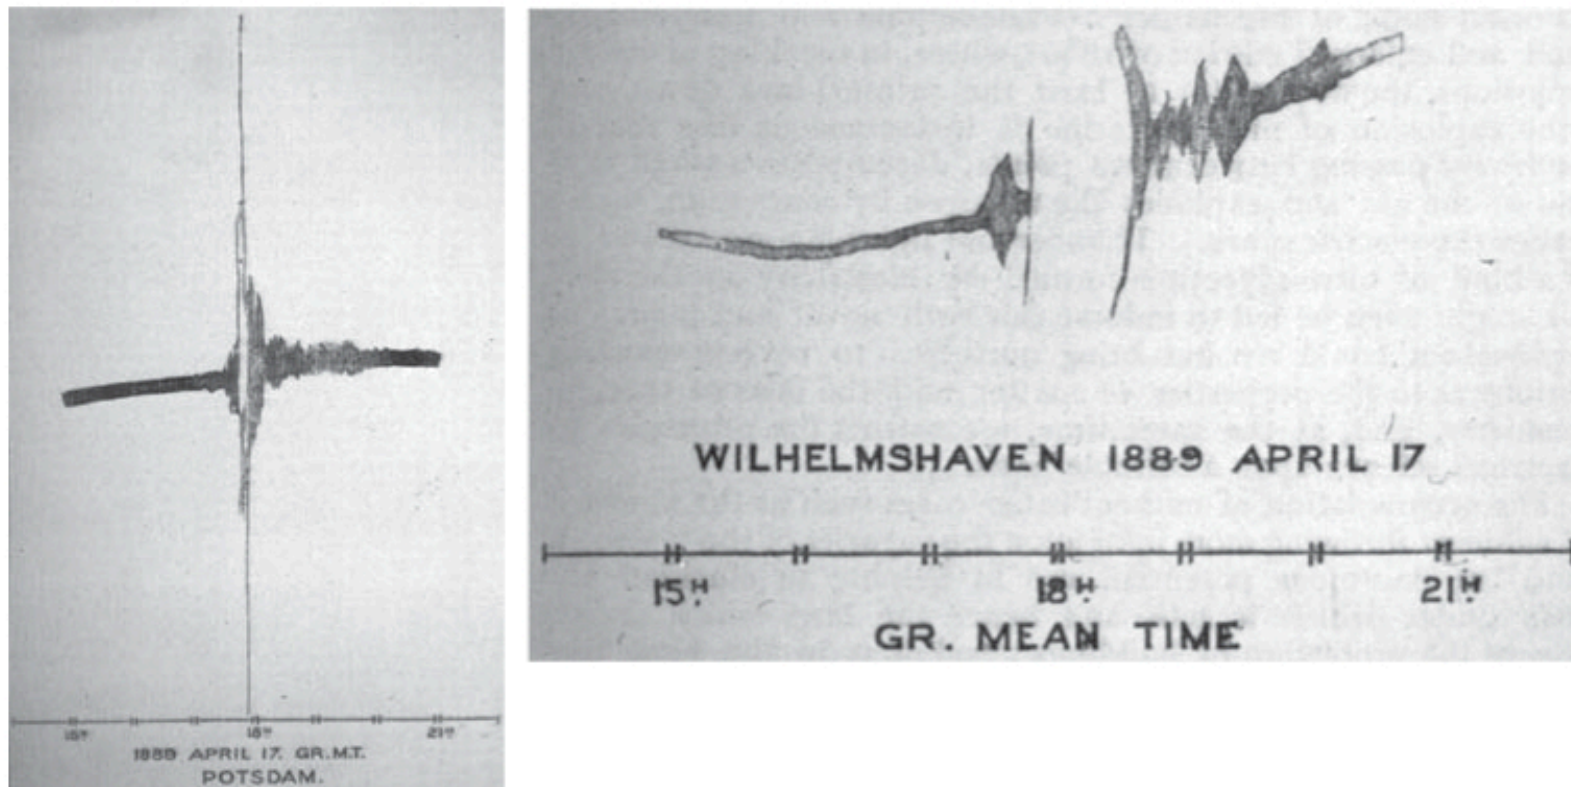 15H 18H 21H
1889 APRIL 17. GR.M.T.
POTSDAM.
WILHELMSHAVEN 1889 APRIL 17
15H 18H 21H
GR. MEAN TIME